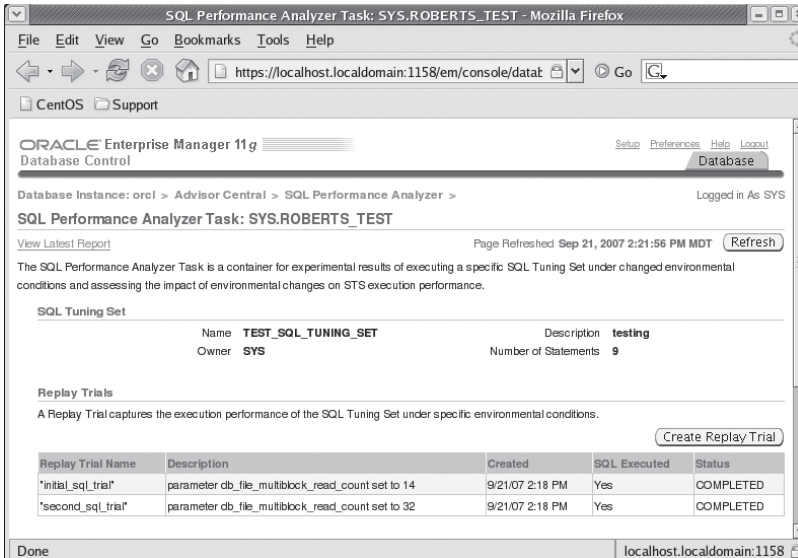 SQL Performance Analyzer Task: SYS.ROBERTS_TEST - Mozilla Firefox
File Edit View Go Bookmarks Tools Help
https://localhost.localdomain:1158/em/console/datab Go G
CentOS Support
ORACLE Enterprise Manager 11g
Database Control
Setup Preferences Help Logout
Database
Database Instance: orcl > Advisor Central > SQL Performance Analyzer >
Logged in As SYS
SQL Performance Analyzer Task: SYS.ROBERTS_TEST
View Latest Report
Page Refreshed Sep 21, 2007 2:21:56 PM MDT Refresh
The SQL Performance Analyzer Task is a container for experimental results of executing a specific SQL Tuning Set under changed environmental
conditions and assessing the impact of environmental changes on STS execution performance.
SQL Tuning Set
Name TEST_SQL_TUNING_SET Description testing
Owner SYS Number of Statements 9
Replay Trials
A Replay Trial captures the execution performance of the SQL Tuning Set under specific environmental conditions.
Create Replay Trial
Replay Trial Name Description Created SQL Executed Status
"initial_sql_trial" parameter db_file_multiblock_read_count set to 14 9/21/07 2:18 PM Yes COMPLETED
"second_sql_trial" parameter db_file_multiblock_read_count set to 32 9/21/07 2:18 PM Yes COMPLETED
Done localhost.localdomain:1158